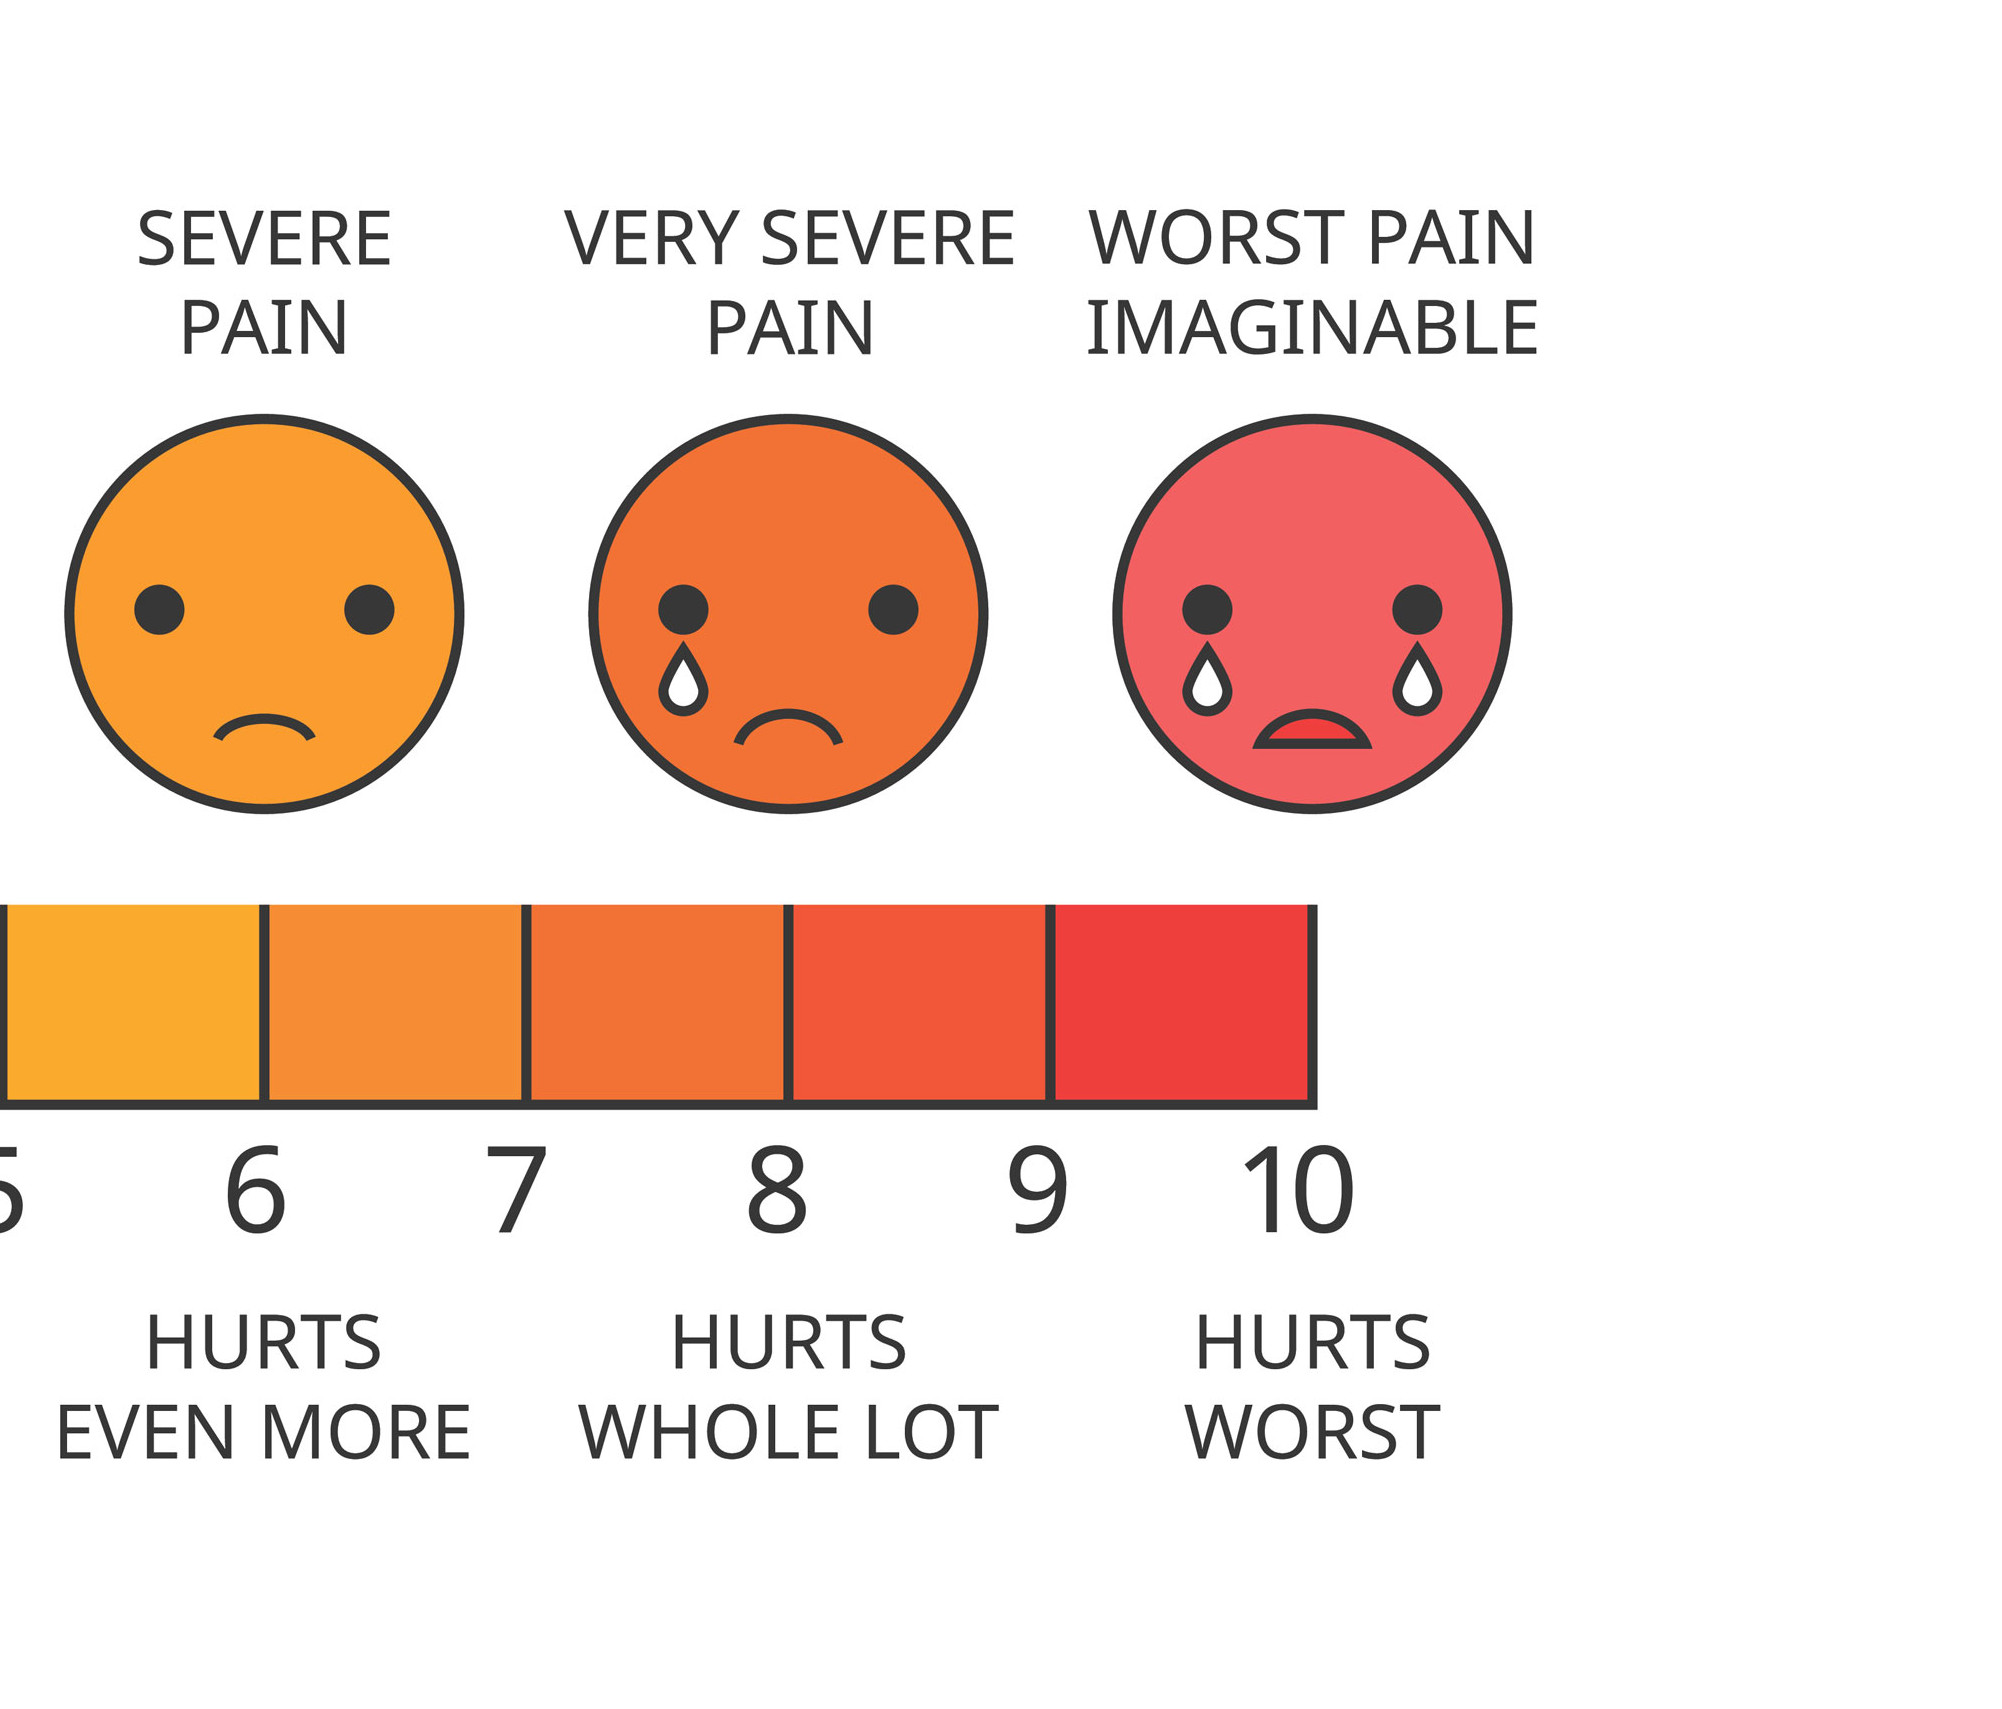 SEVERE
PAIN
VERY SEVERE
PAIN
WORST PAIN
IMAGINABLE
5 6 7 8 9 10
HURTS
EVEN MORE
HURTS
WHOLE LOT
HURTS
WORST